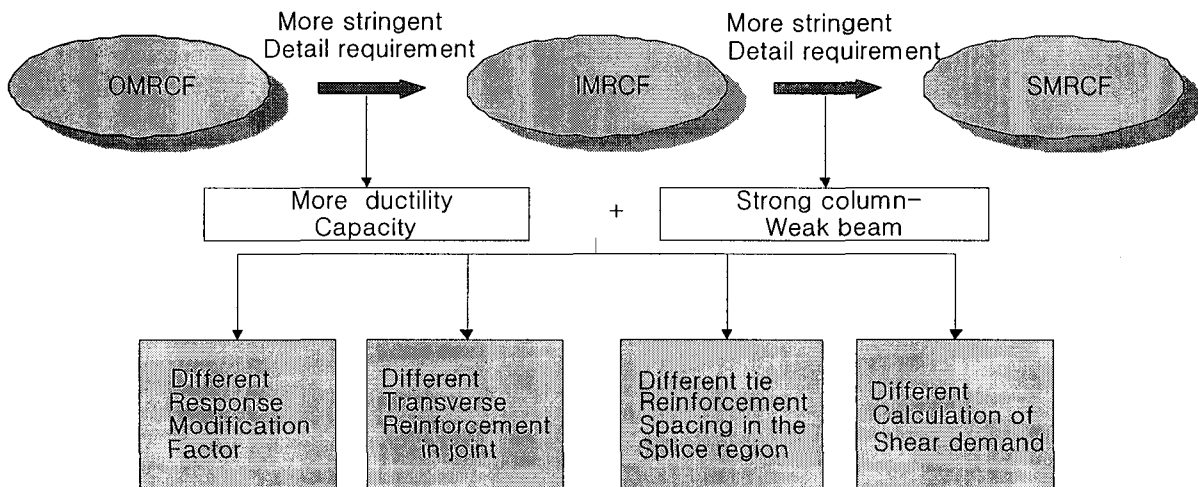 More stringent
Detail requirement
More stringent
Detail requirement
OMRCF
IMRCF
SMRCF
More ductility
Capacity
+
Strong column-
Weak beam
Different
Response
Modification
Factor
Different
Transverse
Reinforcement
in joint
Different tie
Reinforcement
Spacing in the
Splice region
Different
Calculation of
Shear demand